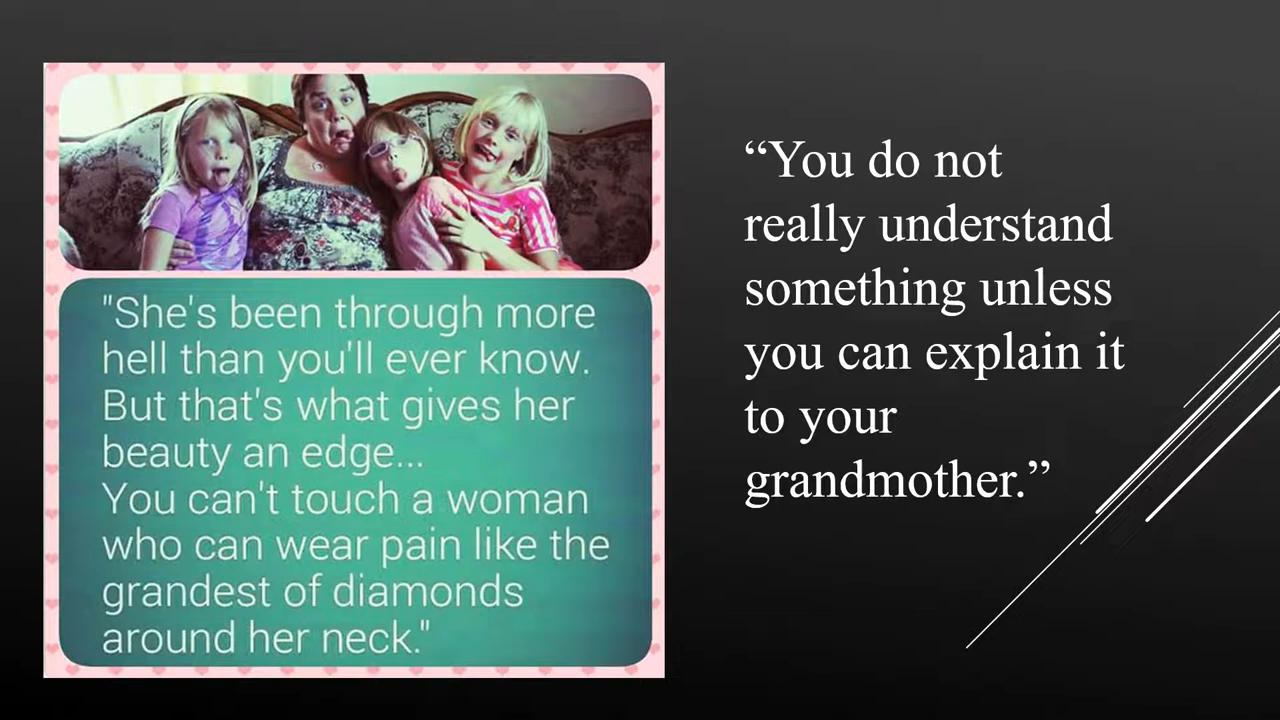 "She's been through more
hell than you'll ever know.
But that's what gives her
beauty an edge...
You can't touch a woman
who can wear pain like the
grandest of diamonds
around her neck."
“You do not
really understand
something unless
you can explain it
to your
grandmother.”